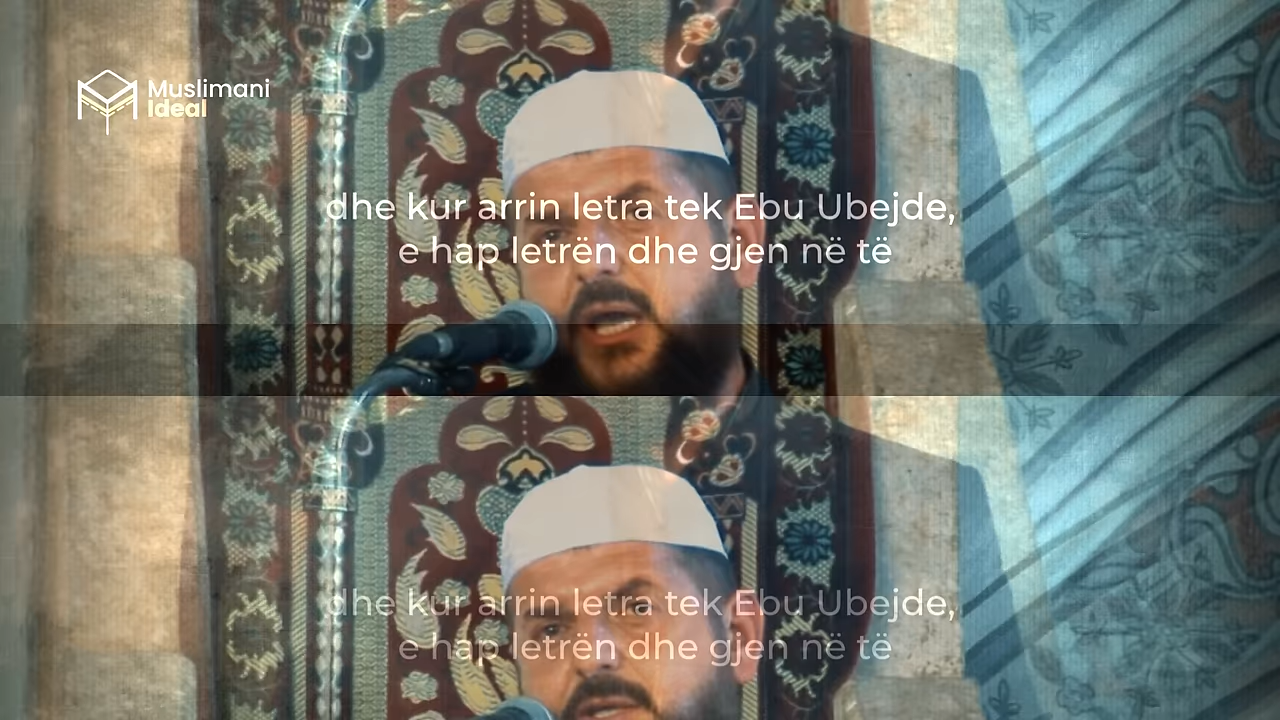 Muslimani
Ideal
dhe kur arrin letra tek Ebu Ubejde,
e hap letrën dhe gjen në të
dhe kur arrin letra tek Ebu Ubejde,
e hap letrën dhe gjen në të